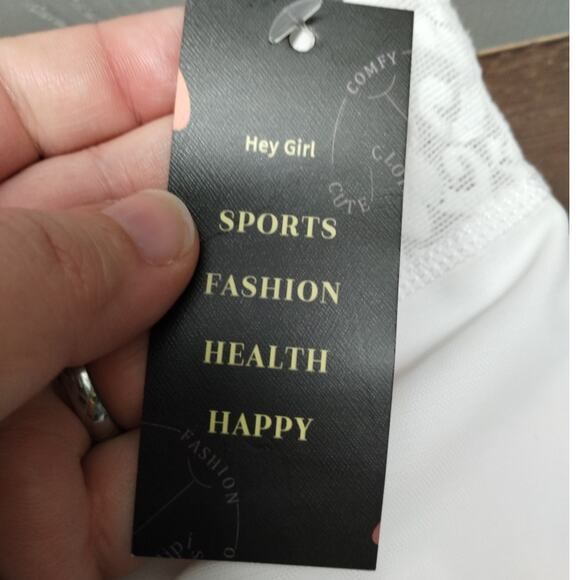 COMFY
Hey Girl
CUTE
SPORTS
FASHION
HEALTH
HAPPY
FASHION